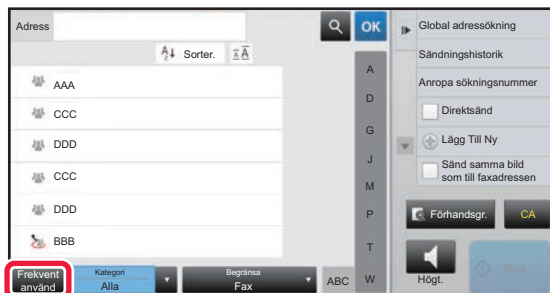 Adress
OK
Sorter.
AAA
CCC
DDD
CCC
DDD
BBB
A
D
G
J
M
P
T
W
Frekvent
använd
Kategori
Alla
Begränsa
Fax
ABC
Global adressökning
Sändningshistorik
Anropa sökningsnummer
Direktsänd
Lägg Till Ny
Sänd samma bild
som till faxadressen
Förhandsgr.
CA
Högt.
Start